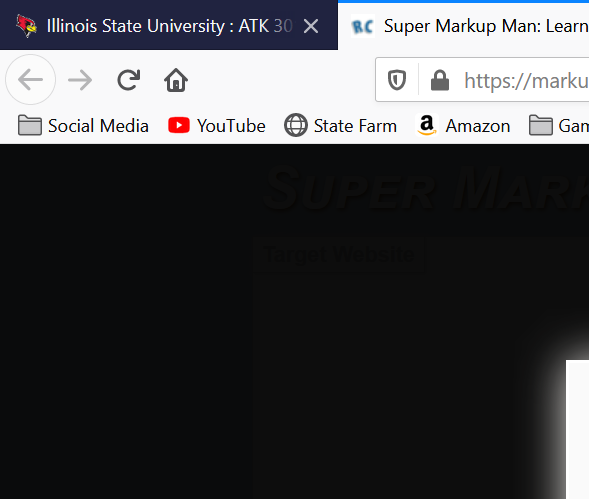 Illinois State University : ATK 30
RC Super Markup Man: Learn
https://marku
Social Media YouTube State Farm Amazon Gam
SUPER MARK
Target Website